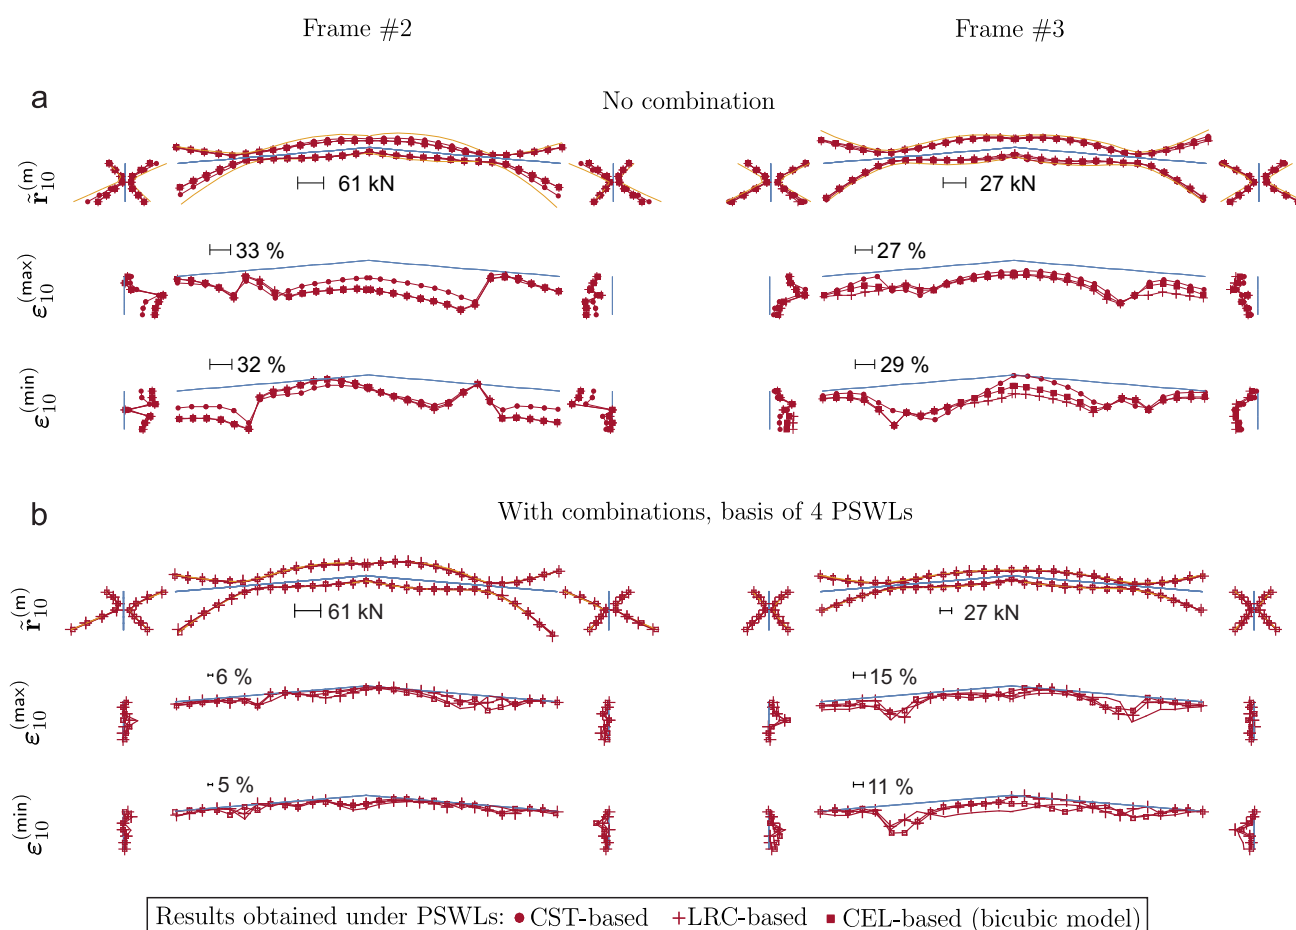 Frame #2 Frame #3
a
No combination
r̃₁₀⁽ᵐ⁾ 61 kN 27 kN
ε₁₀⁽ᵐᵃˣ⁾ 33 % 27 %
ε₁₀⁽ᵐⁱⁿ⁾ 32 % 29 %
b
With combinations, basis of 4 PSWLs
r̃₁₀⁽ᵐ⁾ 61 kN 27 kN
ε₁₀⁽ᵐᵃˣ⁾ 6 % 15 %
ε₁₀⁽ᵐⁱⁿ⁾ 5 % 11 %
Results obtained under PSWLs: ● CST-based +LRC-based ■ CEL-based (bicubic model)